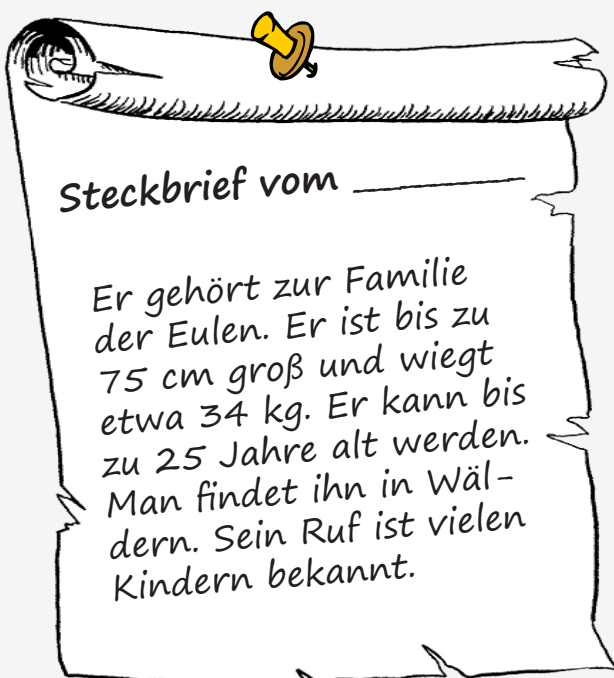 Steckbrief vom
Er gehört zur Familie
der Eulen. Er ist bis zu
75 cm groß und wiegt
etwa 34 kg. Er kann bis
zu 25 Jahre alt werden.
Man findet ihn in Wäl-
dern. Sein Ruf ist vielen
Kindern bekannt.